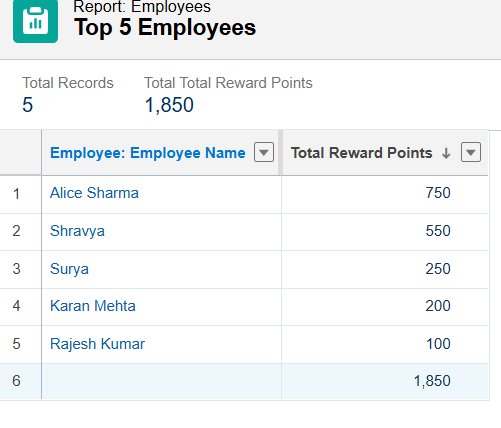 Report: Employees
Top 5 Employees
Total Records Total Total Reward Points
5 1,850
Employee: Employee Name Total Reward Points ↓
1 Alice Sharma 750
2 Shravya 550
3 Surya 250
4 Karan Mehta 200
5 Rajesh Kumar 100
6 1,850